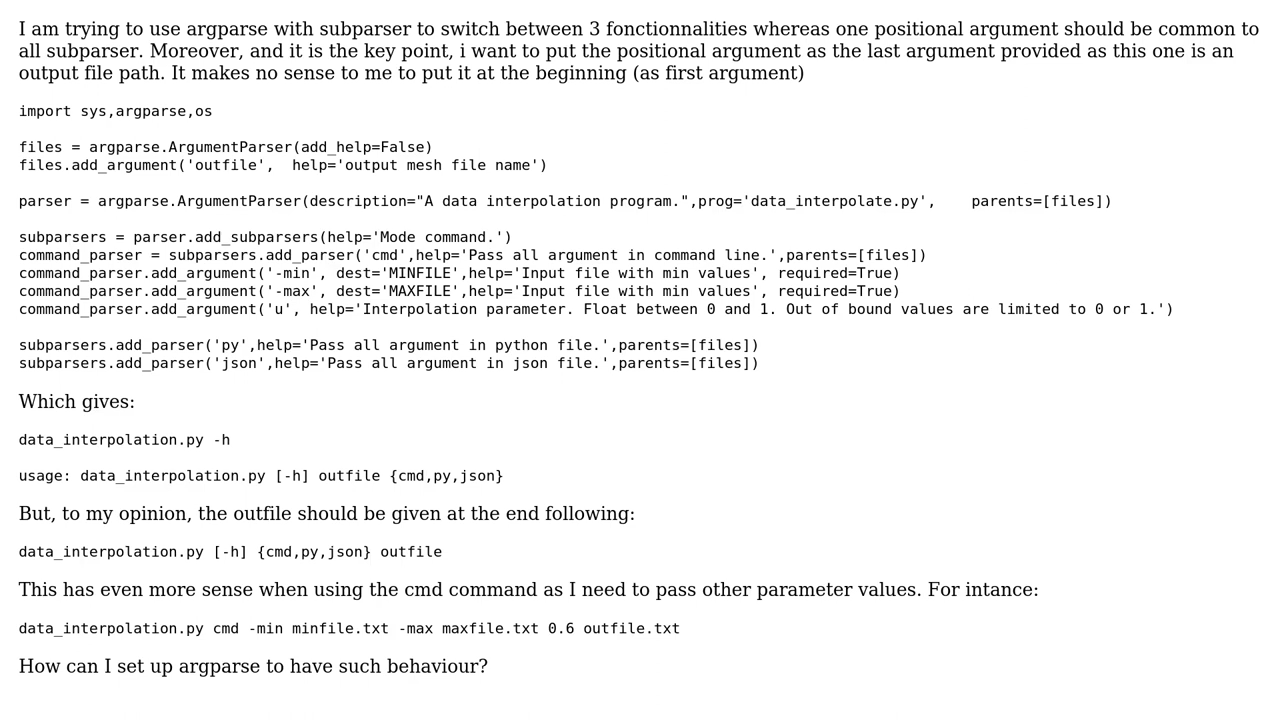 I am trying to use argparse with subparser to switch between 3 fonctionnalities whereas one positional argument should be common to
all subparser. Moreover, and it is the key point, i want to put the positional argument as the last argument provided as this one is an
output file path. It makes no sense to me to put it at the beginning (as first argument)
import sys,argparse,os
files = argparse.ArgumentParser(add_help=False)
files.add_argument('outfile',  help='output mesh file name')
parser = argparse.ArgumentParser(description="A data interpolation program.",prog='data_interpolate.py',    parents=[files])
subparsers = parser.add_subparsers(help='Mode command.')
command_parser = subparsers.add_parser('cmd',help='Pass all argument in command line.',parents=[files])
command_parser.add_argument('-min', dest='MINFILE',help='Input file with min values', required=True)
command_parser.add_argument('-max', dest='MAXFILE',help='Input file with min values', required=True)
command_parser.add_argument('u', help='Interpolation parameter. Float between 0 and 1. Out of bound values are limited to 0 or 1.')
subparsers.add_parser('py',help='Pass all argument in python file.',parents=[files])
subparsers.add_parser('json',help='Pass all argument in json file.',parents=[files])
Which gives:
data_interpolation.py -h
usage: data_interpolation.py [-h] outfile {cmd,py,json}
But, to my opinion, the outfile should be given at the end following:
data_interpolation.py [-h] {cmd,py,json} outfile
This has even more sense when using the cmd command as I need to pass other parameter values. For intance:
data_interpolation.py cmd -min minfile.txt -max maxfile.txt 0.6 outfile.txt
How can I set up argparse to have such behaviour?